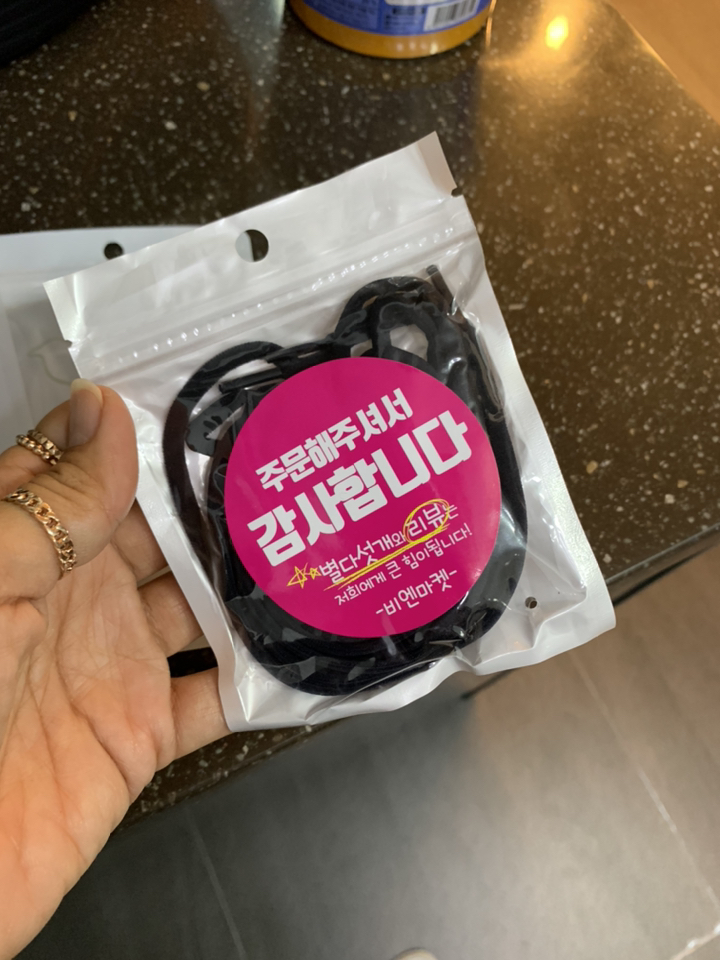 주문해주셔서
감사합니다
별다섯개와 리뷰는
저희에게 큰 힘이됩니다!
-비엔마켓-